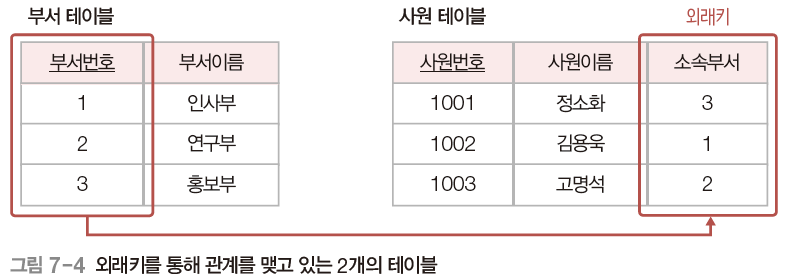 부서 테이블
부서번호 부서이름
1 인사부
2 연구부
3 홍보부
사원 테이블 외래키
사원번호 사원이름 소속부서
1001 정소화 3
1002 김용욱 1
1003 고명석 2
그림 7-4 외래키를 통해 관계를 맺고 있는 2개의 테이블